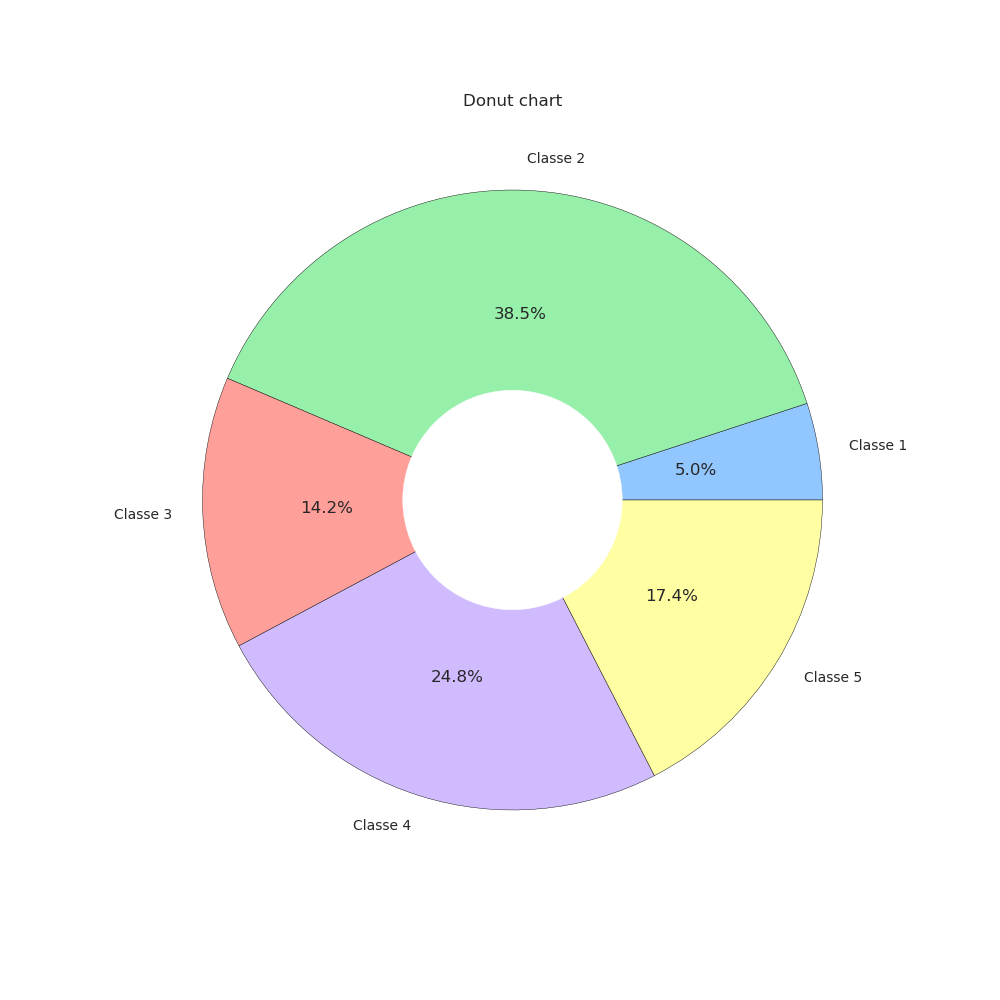 Donut chart
Classe 2
38.5%
Classe 1
5.0%
14.2%
Classe 3
17.4%
24.8%
Classe 5
Classe 4